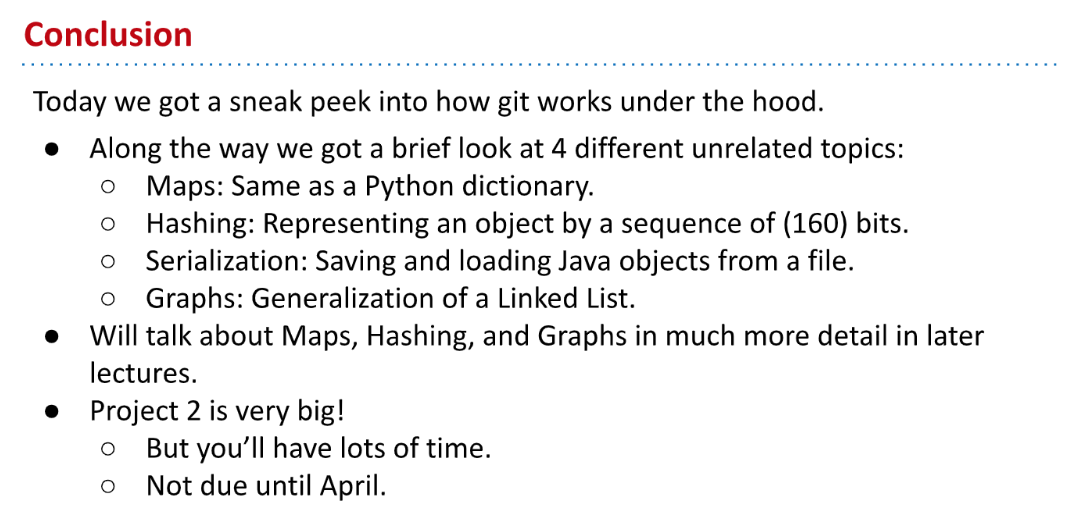 Conclusion
Today we got a sneak peek into how git works under the hood.
● Along the way we got a brief look at 4 different unrelated topics:
○ Maps: Same as a Python dictionary.
○ Hashing: Representing an object by a sequence of (160) bits.
○ Serialization: Saving and loading Java objects from a file.
○ Graphs: Generalization of a Linked List.
● Will talk about Maps, Hashing, and Graphs in much more detail in later
lectures.
● Project 2 is very big!
○ But you’ll have lots of time.
○ Not due until April.